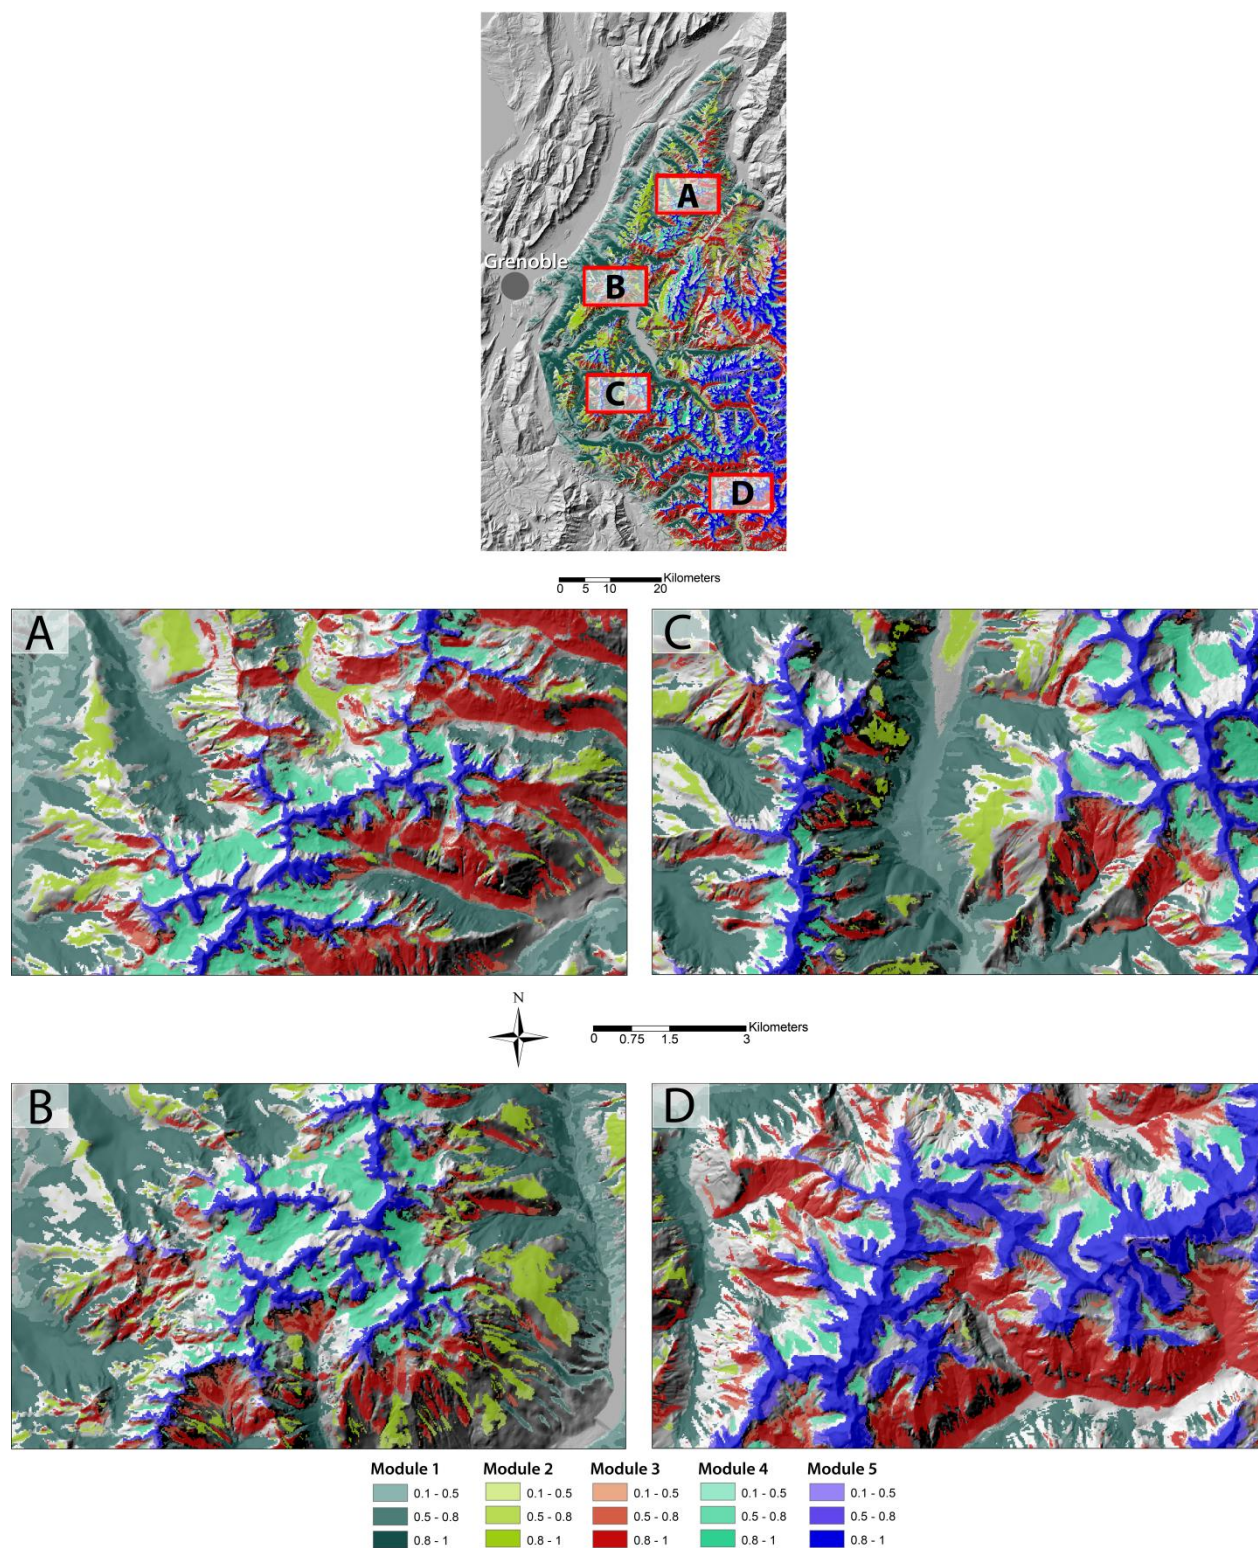 A
Grenoble
B
C
D
Kilometers
0 5 10 20
A
C
N
Kilometers
0 0.75 1.5 3
B
D
Module 1 Module 2 Module 3 Module 4 Module 5
0.1 - 0.5 0.1 - 0.5 0.1 - 0.5 0.1 - 0.5 0.1 - 0.5
0.5 - 0.8 0.5 - 0.8 0.5 - 0.8 0.5 - 0.8 0.5 - 0.8
0.8 - 1 0.8 - 1 0.8 - 1 0.8 - 1 0.8 - 1